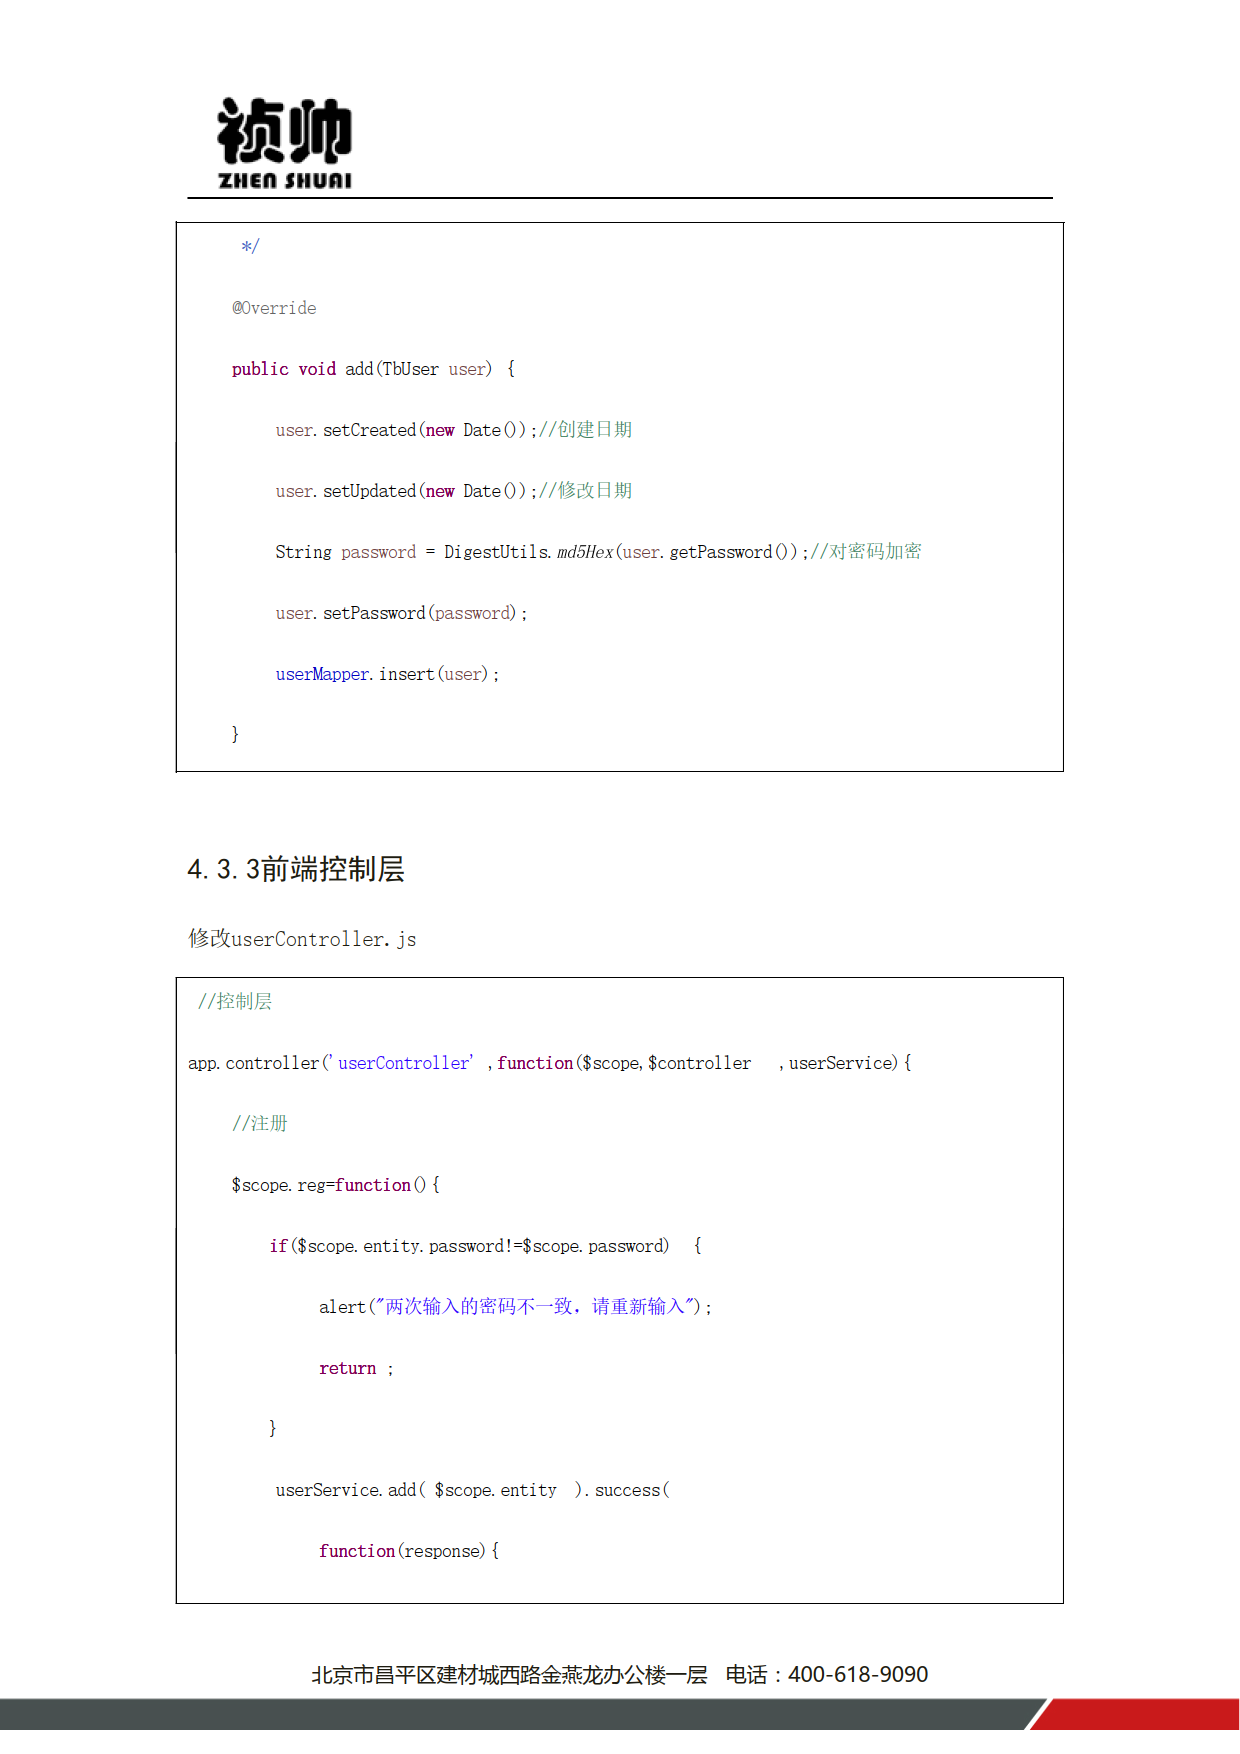 祯帅
ZHEN SHUAI
*/
@Override
public void add(TbUser user) {
user.setCreated(new Date());//创建日期
user.setUpdated(new Date());//修改日期
String password = DigestUtils.md5Hex(user.getPassword());//对密码加密
user.setPassword(password);
userMapper.insert(user);
}
4.3.3前端控制层
修改userController.js
//控制层
app.controller('userController' ,function($scope,$controller   ,userService){
//注册
$scope.reg=function(){
if($scope.entity.password!=$scope.password)  {
alert("两次输入的密码不一致，请重新输入");
return ;
}
userService.add( $scope.entity  ).success(
function(response){
北京市昌平区建材城西路金燕龙办公楼一层   电话：400-618-9090